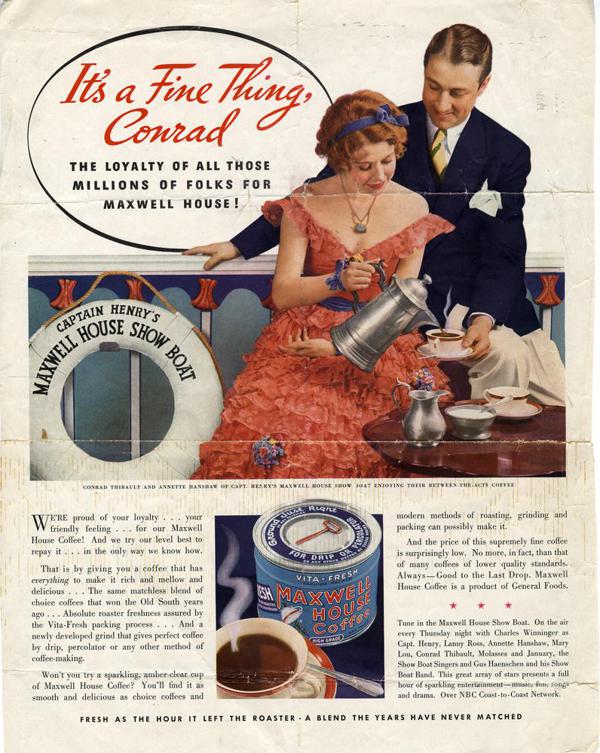 It's a Fine Thing,
Conrad
THE LOYALTY OF ALL THOSE
MILLIONS OF FOLKS FOR
MAXWELL HOUSE!
CAPTAIN HENRY'S
MAXWELL HOUSE SHOW BOAT
CONRAD THIBAULT AND ANNETTE HANSHAW OF CAPT. HENRY'S MAXWELL HOUSE SHOW BOAT ENJOYING THEIR BETWEEN-THE-ACTS COFFEE
WE'RE proud of your loyalty . . . your
friendly feeling . . . for our Maxwell
House Coffee! And we try our level best to
repay it . . . in the only way we know how.
That is by giving you a coffee that has
everything to make it rich and mellow and
delicious . . . The same matchless blend of
choice coffees that won the Old South years
ago . . . Absolute roaster freshness assured by
the Vita-Fresh packing process . . . And a
newly developed grind that gives perfect coffee
by drip, percolator or any other method of
coffee-making.
Won't you try a sparkling, amber-clear cup
of Maxwell House Coffee? You'll find it as
smooth and delicious as choice coffees and
Ground Just Right
FOR DRIP OR
PERCOLATOR
VITA-FRESH
MAXWELL
HOUSE
Coffee
HIGH GRADE
modern methods of roasting, grinding and
packing can possibly make it.
And the price of this supremely fine coffee
is surprisingly low. No more, in fact, than that
of many coffees of lower quality standards.
Always—Good to the Last Drop. Maxwell
House Coffee is a product of General Foods.
Tune in the Maxwell House Show Boat. On the air
every Thursday night with Charles Winninger as
Capt. Henry, Lanny Ross, Annette Hanshaw, Mary
Lou, Conrad Thibault, Molasses and January, the
Show Boat Singers and Gus Haenschen and his Show
Boat Band. This great array of stars presents a full
hour of sparkling entertainment—music, fun, songs
and drama. Over NBC Coast-to-Coast Network.
FRESH AS THE HOUR IT LEFT THE ROASTER · A BLEND THE YEARS HAVE NEVER MATCHED